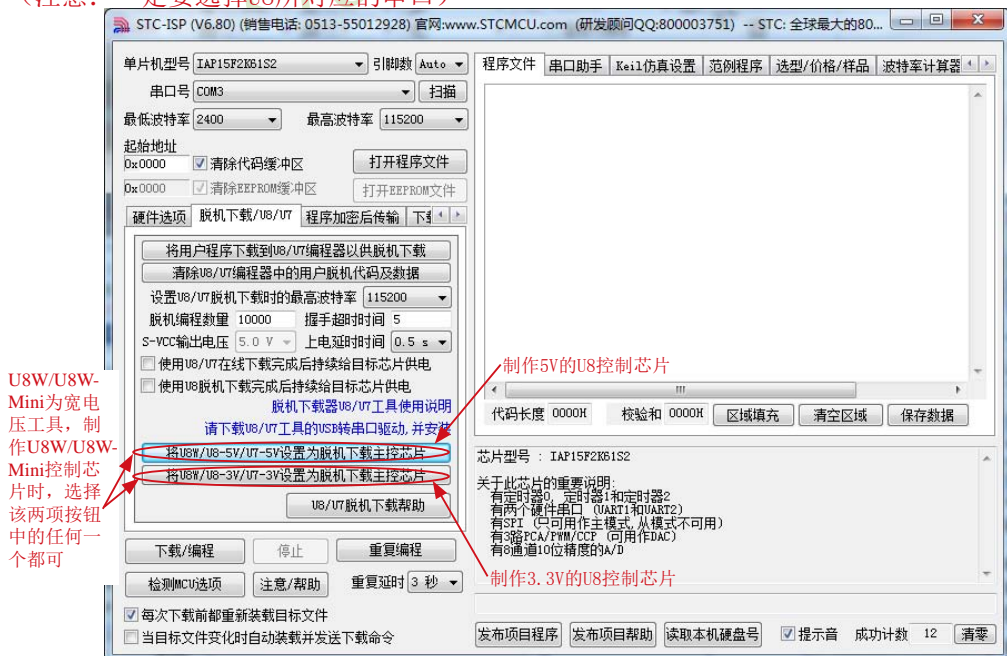 （注意：一定要选择U8所对应的串口）
STC-ISP (V6.80) (销售电话: 0513-55012928) 官网:www.STCMCU.com (研发顾问QQ:800003751) -- STC: 全球最大的80...
单片机型号 IAP15F2K61S2 引脚数 Auto
串口号 COM3 扫描
最低波特率 2400 最高波特率 115200
起始地址
0x0000 清除代码缓冲区 打开程序文件
0x0000 清除EEPROM缓冲区 打开EEPROM文件
硬件选项 脱机下载/U8/U7 程序加密后传输
将用户程序下载到U8/U7编程器以供脱机下载
清除U8/U7编程器中的用户脱机代码及数据
设置U8/U7脱机下载时的最高波特率 115200
脱机编程数量 10000 握手超时时间 5
S-VCC输出电压 5.0 V 上电延时时间 0.5 s
使用U8/U7在线下载完成后持续给目标芯片供电
使用U8脱机下载完成后持续给目标芯片供电
脱机下载器U8/U7工具使用说明
请下载U8/U7工具的USB转串口驱动,并安装
将U8W/U8-5V/U7-5V设置为脱机下载主控芯片
将U8W/U8-3V/U7-3V设置为脱机下载主控芯片
U8/U7脱机下载帮助
下载/编程 停止 重复编程
检测MCU选项 注意/帮助 重复延时 3 秒
每次下载前都重新装载目标文件
当目标文件变化时自动装载并发送下载命令
U8W/U8W-
Mini为宽电
压工具，制
作U8W/U8W-
Mini控制芯
片时，选择
该两项按钮
中的任何一
个都可
程序文件 串口助手 Keil仿真设置 范例程序 选型/价格/样品 波特率计算器
制作5V的U8控制芯片
代码长度 0000H 校验和 0000H 区域填充 清空区域 保存数据
芯片型号 : IAP15F2K61S2
关于此芯片的重要说明:
有定时器0、定时器1和定时器2
有两个硬件串口 (UART1和UART2)
有SPI (只可用作主模式,从模式不可用)
有3路PCA/PWM/CCP (可用作DAC)
有8通道10位精度的A/D
制作3.3V的U8控制芯片
发布项目程序 发布项目帮助 读取本机硬盘号 提示音 成功计数 12 清零